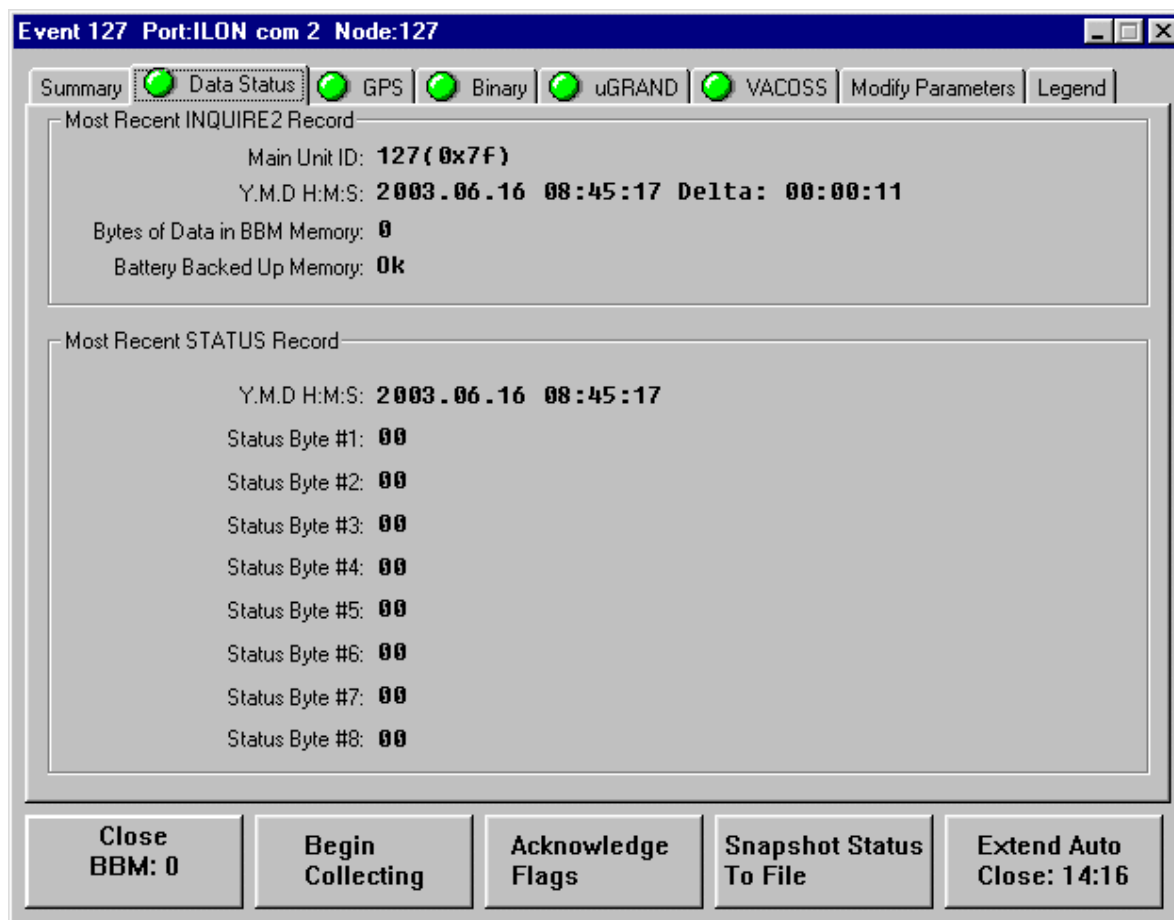 Event 127 Port:ILON com 2 Node:127
Summary Data Status GPS Binary uGRAND VACOSS Modify Parameters Legend
Most Recent INQUIRE2 Record
Main Unit ID: 127(0x7f)
Y.M.D H:M:S: 2003.06.16 08:45:17 Delta: 00:00:11
Bytes of Data in BBM Memory: 0
Battery Backed Up Memory: Ok
Most Recent STATUS Record
Y.M.D H:M:S: 2003.06.16 08:45:17
Status Byte #1: 00
Status Byte #2: 00
Status Byte #3: 00
Status Byte #4: 00
Status Byte #5: 00
Status Byte #6: 00
Status Byte #7: 00
Status Byte #8: 00
Close
BBM: 0
Begin
Collecting
Acknowledge
Flags
Snapshot Status
To File
Extend Auto
Close: 14:16